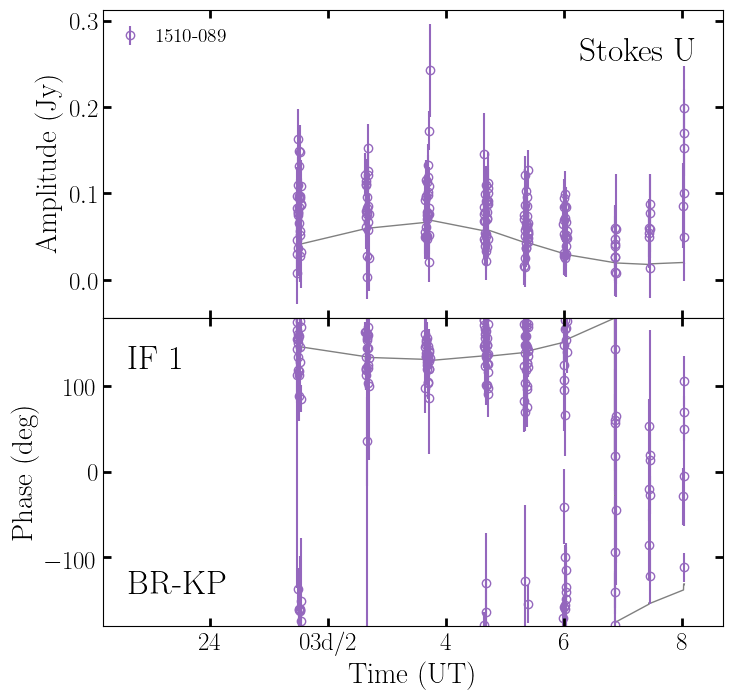 0.3
1510-089
Stokes U
0.2
0.1
0.0
Amplitude (Jy)
IF 1
100
0
−100
Phase (deg)
BR-KP
24
03d/2
4
6
8
Time (UT)